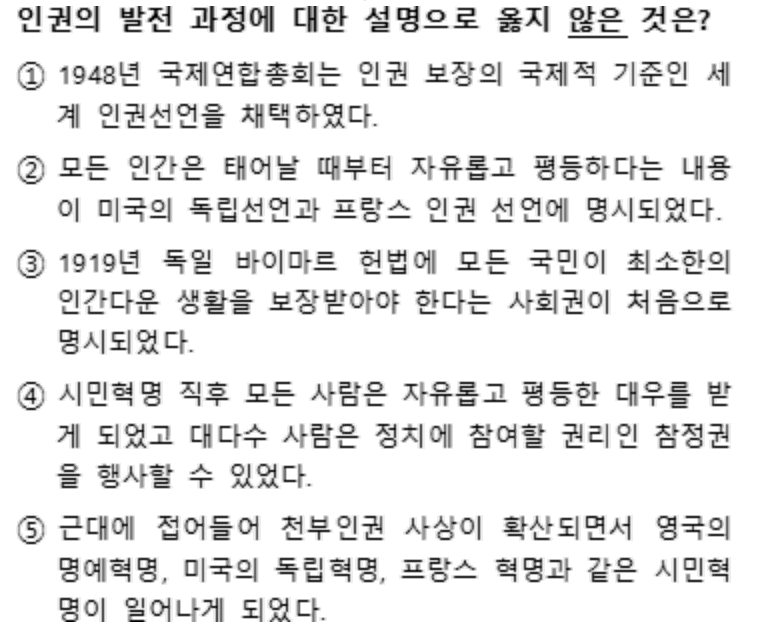 인권의 발전 과정에 대한 설명으로 옳지 않은 것은?
① 1948년 국제연합총회는 인권 보장의 국제적 기준인 세
계 인권선언을 채택하였다.
② 모든 인간은 태어날 때부터 자유롭고 평등하다는 내용
이 미국의 독립선언과 프랑스 인권 선언에 명시되었다.
③ 1919년 독일 바이마르 헌법에 모든 국민이 최소한의
인간다운 생활을 보장받아야 한다는 사회권이 처음으로
명시되었다.
④ 시민혁명 직후 모든 사람은 자유롭고 평등한 대우를 받
게 되었고 대다수 사람은 정치에 참여할 권리인 참정권
을 행사할 수 있었다.
⑤ 근대에 접어들어 천부인권 사상이 확산되면서 영국의
명예혁명, 미국의 독립혁명, 프랑스 혁명과 같은 시민혁
명이 일어나게 되었다.